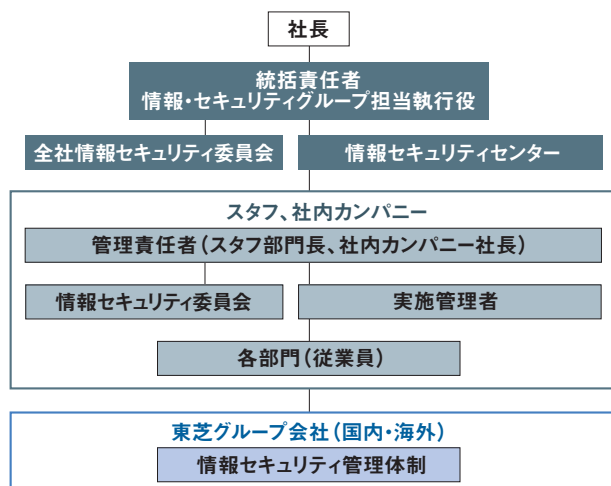 社長
統括責任者
情報・セキュリティグループ担当執行役
全社情報セキュリティ委員会
情報セキュリティセンター
スタフ、社内カンパニー
管理責任者(スタフ部門長、社内カンパニー社長)
情報セキュリティ委員会
実施管理者
各部門(従業員)
東芝グループ会社(国内・海外)
情報セキュリティ管理体制